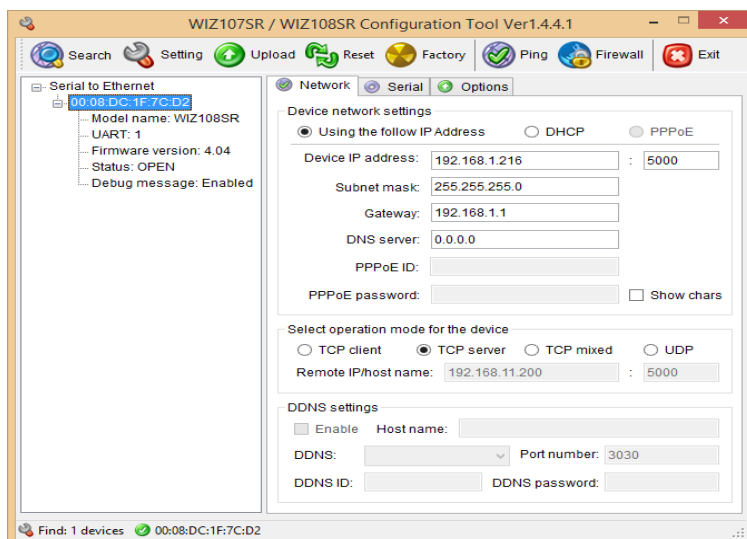 WIZ107SR / WIZ108SR Configuration Tool Ver1.4.4.1
Search Setting Upload Reset Factory Ping Firewall Exit
Serial to Ethernet
00:08:DC:1F:7C:D2
Model name: WIZ108SR
UART: 1
Firmware version: 4.04
Status: OPEN
Debug message: Enabled
Network Serial Options
Device network settings
Using the follow IP Address DHCP PPPoE
Device IP address: 192.168.1.216 : 5000
Subnet mask: 255.255.255.0
Gateway: 192.168.1.1
DNS server: 0.0.0.0
PPPoE ID:
PPPoE password: Show chars
Select operation mode for the device
TCP client TCP server TCP mixed UDP
Remote IP/host name: 192.168.11.200 : 5000
DDNS settings
Enable Host name:
DDNS: Port number: 3030
DDNS ID: DDNS password:
Find: 1 devices 00:08:DC:1F:7C:D2